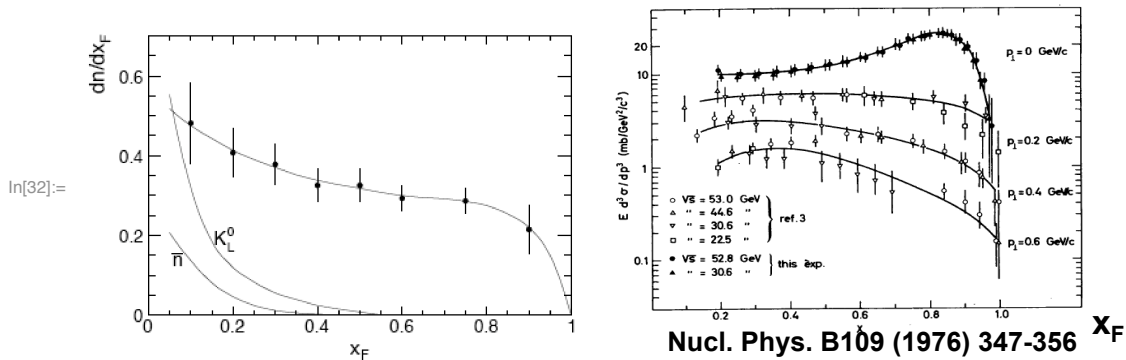 In[32]:=
dn/dx_F
0.6
0.4
0.2
0
K_L^0
n̅
0 0.2 0.4 0.6 0.8 1
x_F
E d³σ/dp³ (mb/GeV²/c³)
30
10
3
1
0.3
0.1
p⊥=0 GeV/c
p⊥=0.2 GeV/c
p⊥=0.4 GeV/c
p⊥=0.6 GeV/c
○ √s = 53.0 GeV
△ " = 44.6 "
▽ " = 30.6 "
□ " = 22.5 "
ref.3
● √s = 52.8 GeV
▲ " = 30.6 "
this exp.
0.2 0.4 0.6 0.8 1.0
x
Nucl. Phys. B109 (1976) 347-356 x_F